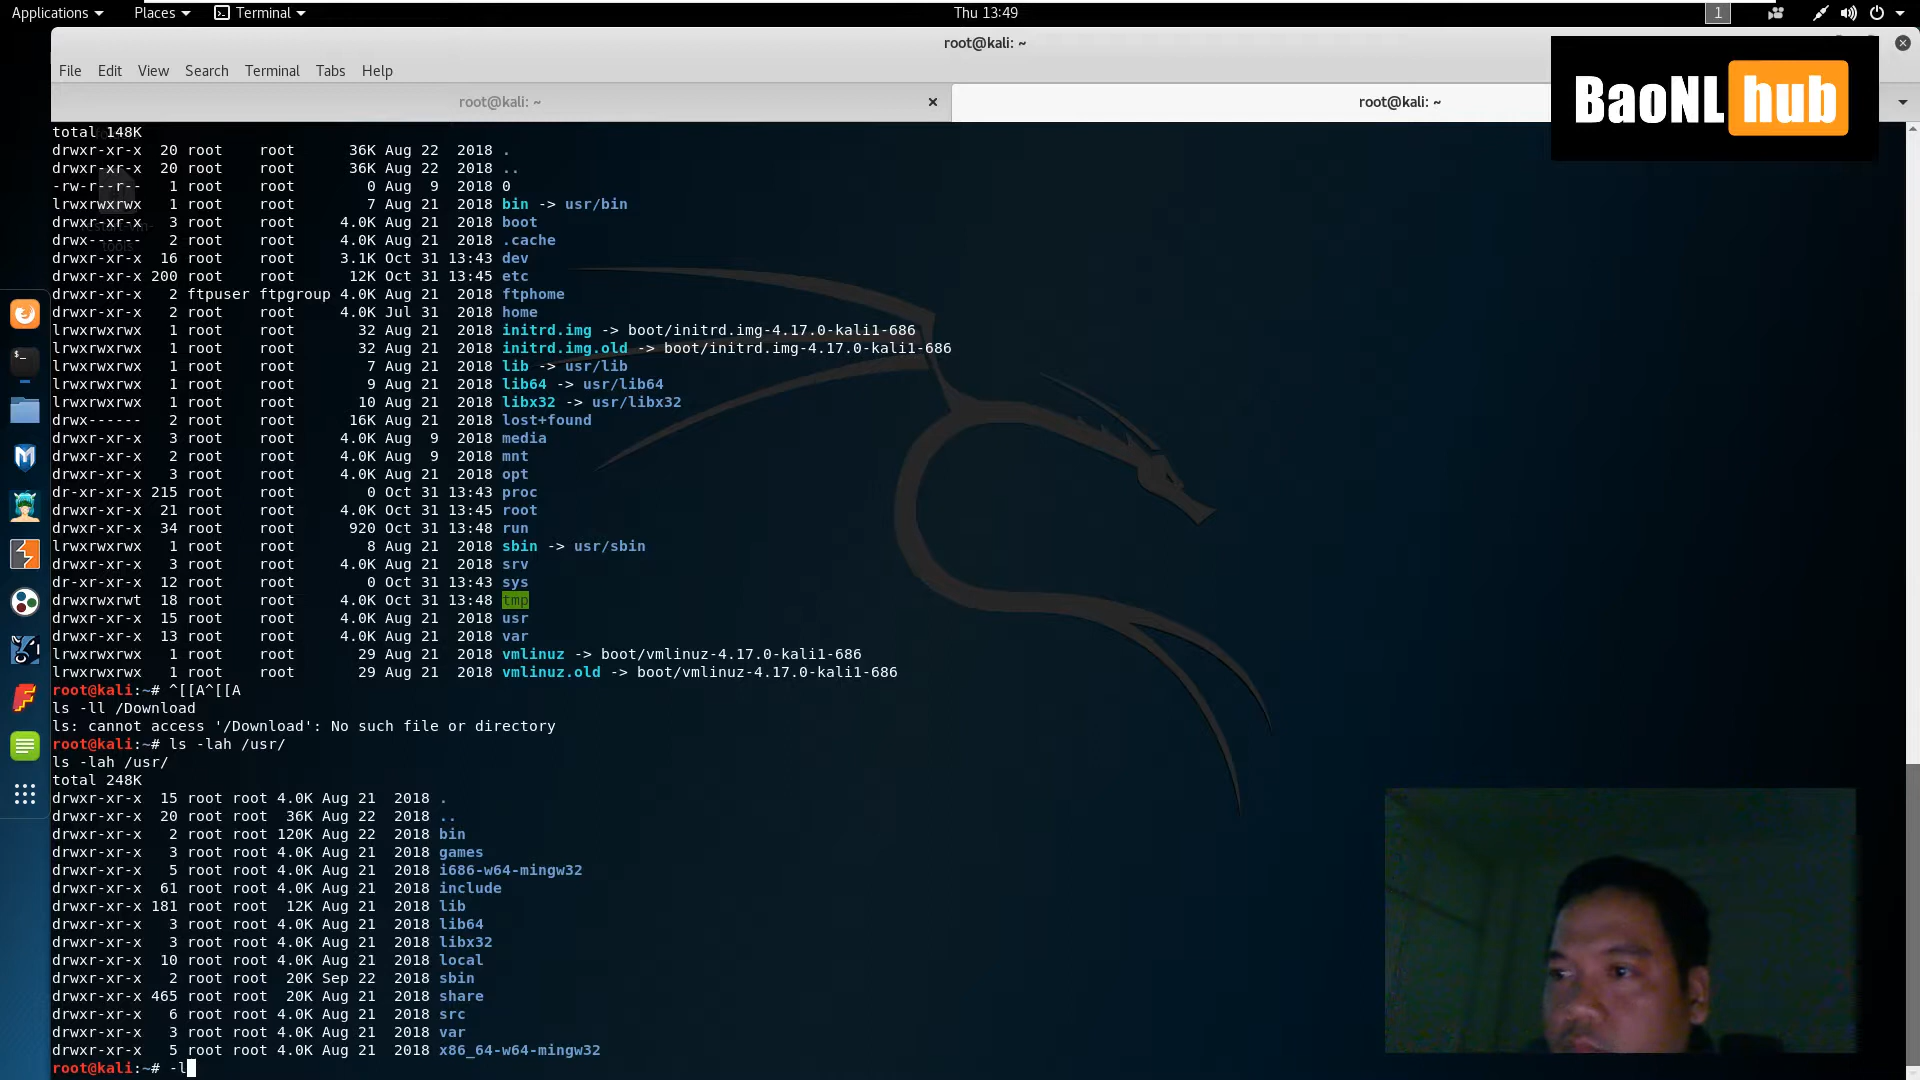 Applications Places Terminal Thu 13:49 1
root@kali: ~
File Edit View Search Terminal Tabs Help
root@kali: ~ root@kali: ~
BaoNL hub
total 148K
drwxr-xr-x  20 root    root      36K Aug 22  2018 .
drwxr-xr-x  20 root    root      36K Aug 22  2018 ..
-rw-r--r--   1 root    root        0 Aug  9  2018 0
lrwxrwxrwx   1 root    root        7 Aug 21  2018 bin -> usr/bin
drwxr-xr-x   3 root    root     4.0K Aug 21  2018 boot
drwx------   2 root    root     4.0K Aug 21  2018 .cache
drwxr-xr-x  16 root    root     3.1K Oct 31 13:43 dev
drwxr-xr-x 200 root    root      12K Oct 31 13:45 etc
drwxr-xr-x   2 ftpuser ftpgroup 4.0K Aug 21  2018 ftphome
drwxr-xr-x   2 root    root     4.0K Jul 31  2018 home
lrwxrwxrwx   1 root    root       32 Aug 21  2018 initrd.img -> boot/initrd.img-4.17.0-kali1-686
lrwxrwxrwx   1 root    root       32 Aug 21  2018 initrd.img.old -> boot/initrd.img-4.17.0-kali1-686
lrwxrwxrwx   1 root    root        7 Aug 21  2018 lib -> usr/lib
lrwxrwxrwx   1 root    root        9 Aug 21  2018 lib64 -> usr/lib64
lrwxrwxrwx   1 root    root       10 Aug 21  2018 libx32 -> usr/libx32
drwx------   2 root    root      16K Aug 21  2018 lost+found
drwxr-xr-x   3 root    root     4.0K Aug  9  2018 media
drwxr-xr-x   2 root    root     4.0K Aug  9  2018 mnt
drwxr-xr-x   3 root    root     4.0K Aug 21  2018 opt
dr-xr-xr-x 215 root    root        0 Oct 31 13:43 proc
drwxr-xr-x  21 root    root     4.0K Oct 31 13:45 root
drwxr-xr-x  34 root    root      920 Oct 31 13:48 run
lrwxrwxrwx   1 root    root        8 Aug 21  2018 sbin -> usr/sbin
drwxr-xr-x   3 root    root     4.0K Aug 21  2018 srv
dr-xr-xr-x  12 root    root        0 Oct 31 13:43 sys
drwxrwxrwt  18 root    root     4.0K Oct 31 13:48 tmp
drwxr-xr-x  15 root    root     4.0K Aug 21  2018 usr
drwxr-xr-x  13 root    root     4.0K Aug 21  2018 var
lrwxrwxrwx   1 root    root       29 Aug 21  2018 vmlinuz -> boot/vmlinuz-4.17.0-kali1-686
lrwxrwxrwx   1 root    root       29 Aug 21  2018 vmlinuz.old -> boot/vmlinuz-4.17.0-kali1-686
root@kali:~# ^[[A^[[A
ls -ll /Download
ls: cannot access '/Download': No such file or directory
root@kali:~# ls -lah /usr/
ls -lah /usr/
total 248K
drwxr-xr-x  15 root root 4.0K Aug 21  2018 .
drwxr-xr-x  20 root root  36K Aug 22  2018 ..
drwxr-xr-x   2 root root 120K Aug 22  2018 bin
drwxr-xr-x   3 root root 4.0K Aug 21  2018 games
drwxr-xr-x   5 root root 4.0K Aug 21  2018 i686-w64-mingw32
drwxr-xr-x  61 root root 4.0K Aug 21  2018 include
drwxr-xr-x 181 root root  12K Aug 21  2018 lib
drwxr-xr-x   3 root root 4.0K Aug 21  2018 lib64
drwxr-xr-x   3 root root 4.0K Aug 21  2018 libx32
drwxr-xr-x  10 root root 4.0K Aug 21  2018 local
drwxr-xr-x   2 root root  20K Sep 22  2018 sbin
drwxr-xr-x 465 root root  20K Aug 21  2018 share
drwxr-xr-x   6 root root 4.0K Aug 21  2018 src
drwxr-xr-x   3 root root 4.0K Aug 21  2018 var
drwxr-xr-x   5 root root 4.0K Aug 21  2018 x86_64-w64-mingw32
root@kali:~# -l